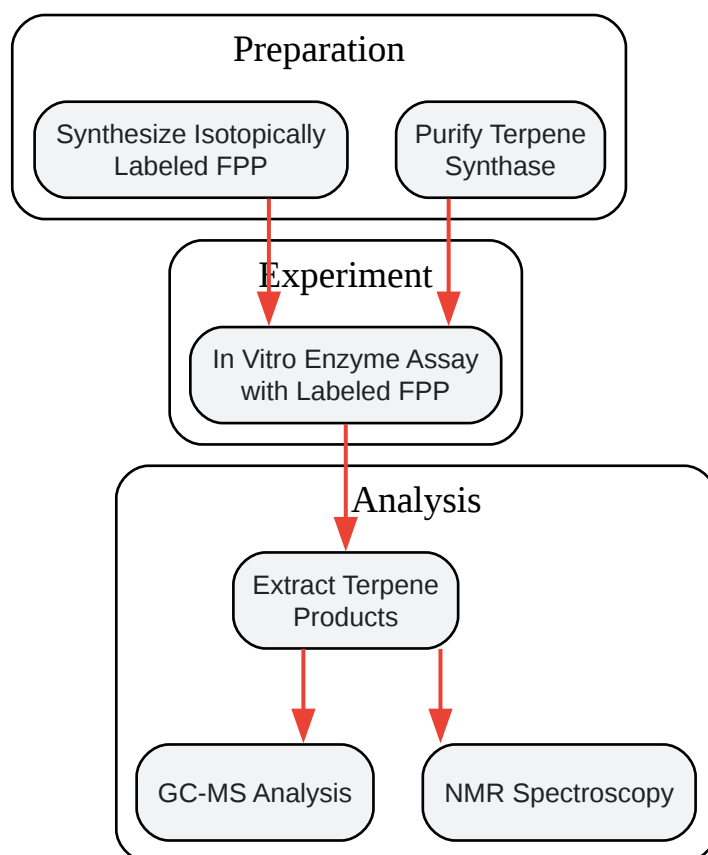 Preparation
Synthesize Isotopically
Labeled FPP
Purify Terpene
Synthase
Experiment
In Vitro Enzyme Assay
with Labeled FPP
Analysis
Extract Terpene
Products
GC-MS Analysis
NMR Spectroscopy